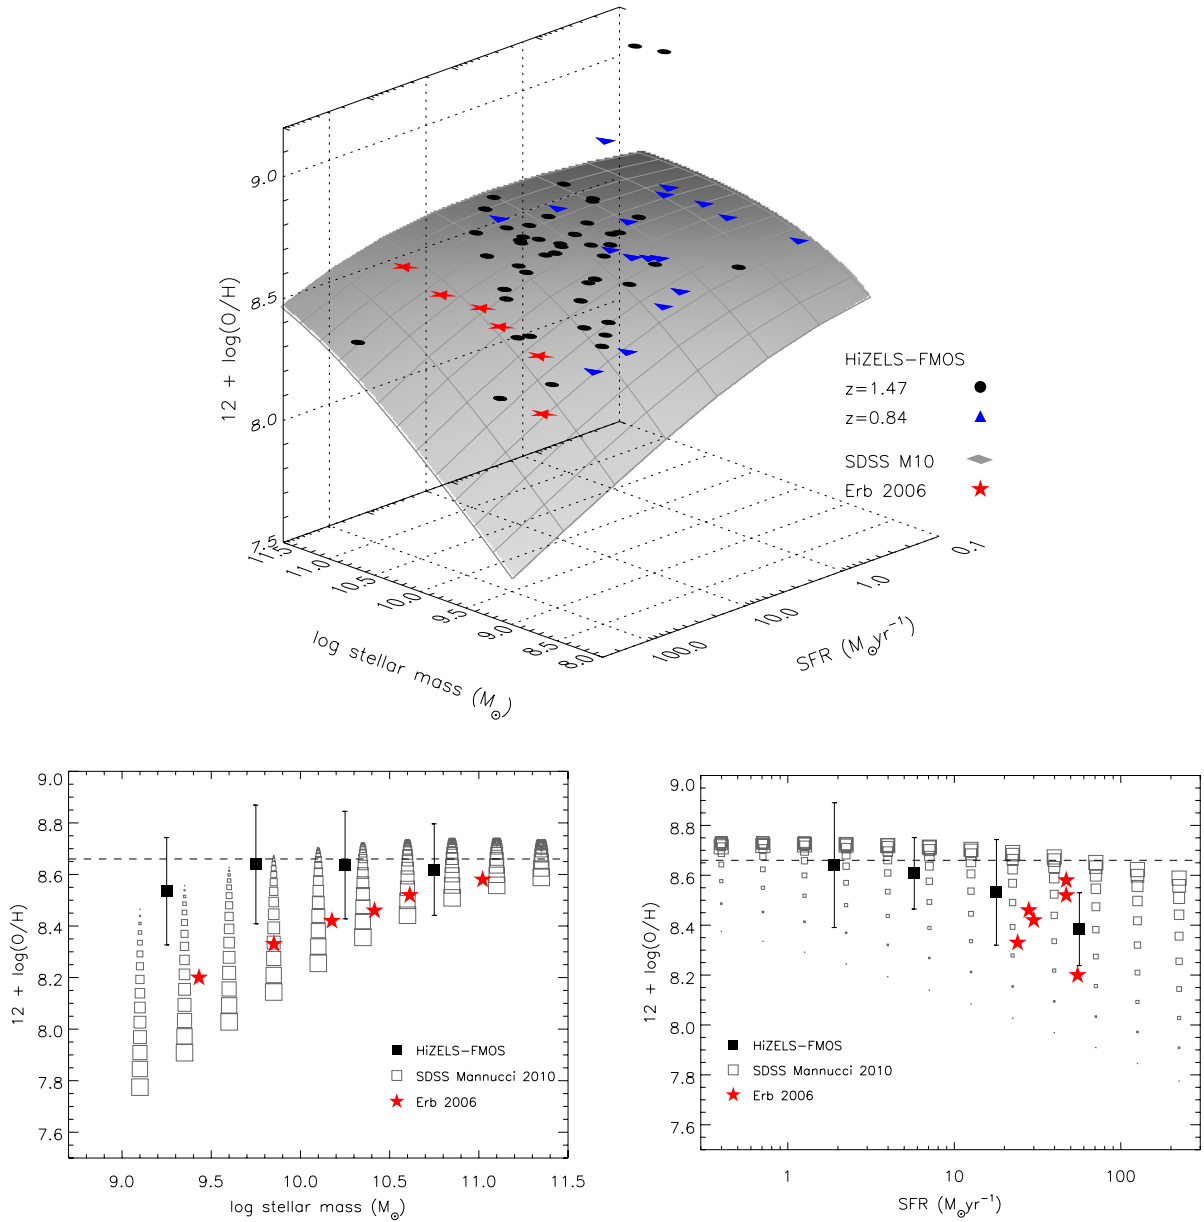 9.0
8.5
8.0
7.5
12 + log(O/H)
11.5
11.0
10.5
10.0
9.5
9.0
8.5
8.0
log stellar mass (M⊙)
100.0
10.0
1.0
0.1
SFR (M⊙yr⁻¹)
HiZELS−FMOS
z=1.47
z=0.84
SDSS M10
Erb 2006
9.0
8.8
8.6
8.4
8.2
8.0
7.8
7.6
12 + log(O/H)
HiZELS−FMOS
SDSS Mannucci 2010
Erb 2006
9.0 9.5 10.0 10.5 11.0 11.5
log stellar mass (M⊙)
9.0
8.8
8.6
8.4
8.2
8.0
7.8
7.6
12 + log(O/H)
HiZELS−FMOS
SDSS Mannucci 2010
Erb 2006
1 10 100
SFR (M⊙yr⁻¹)